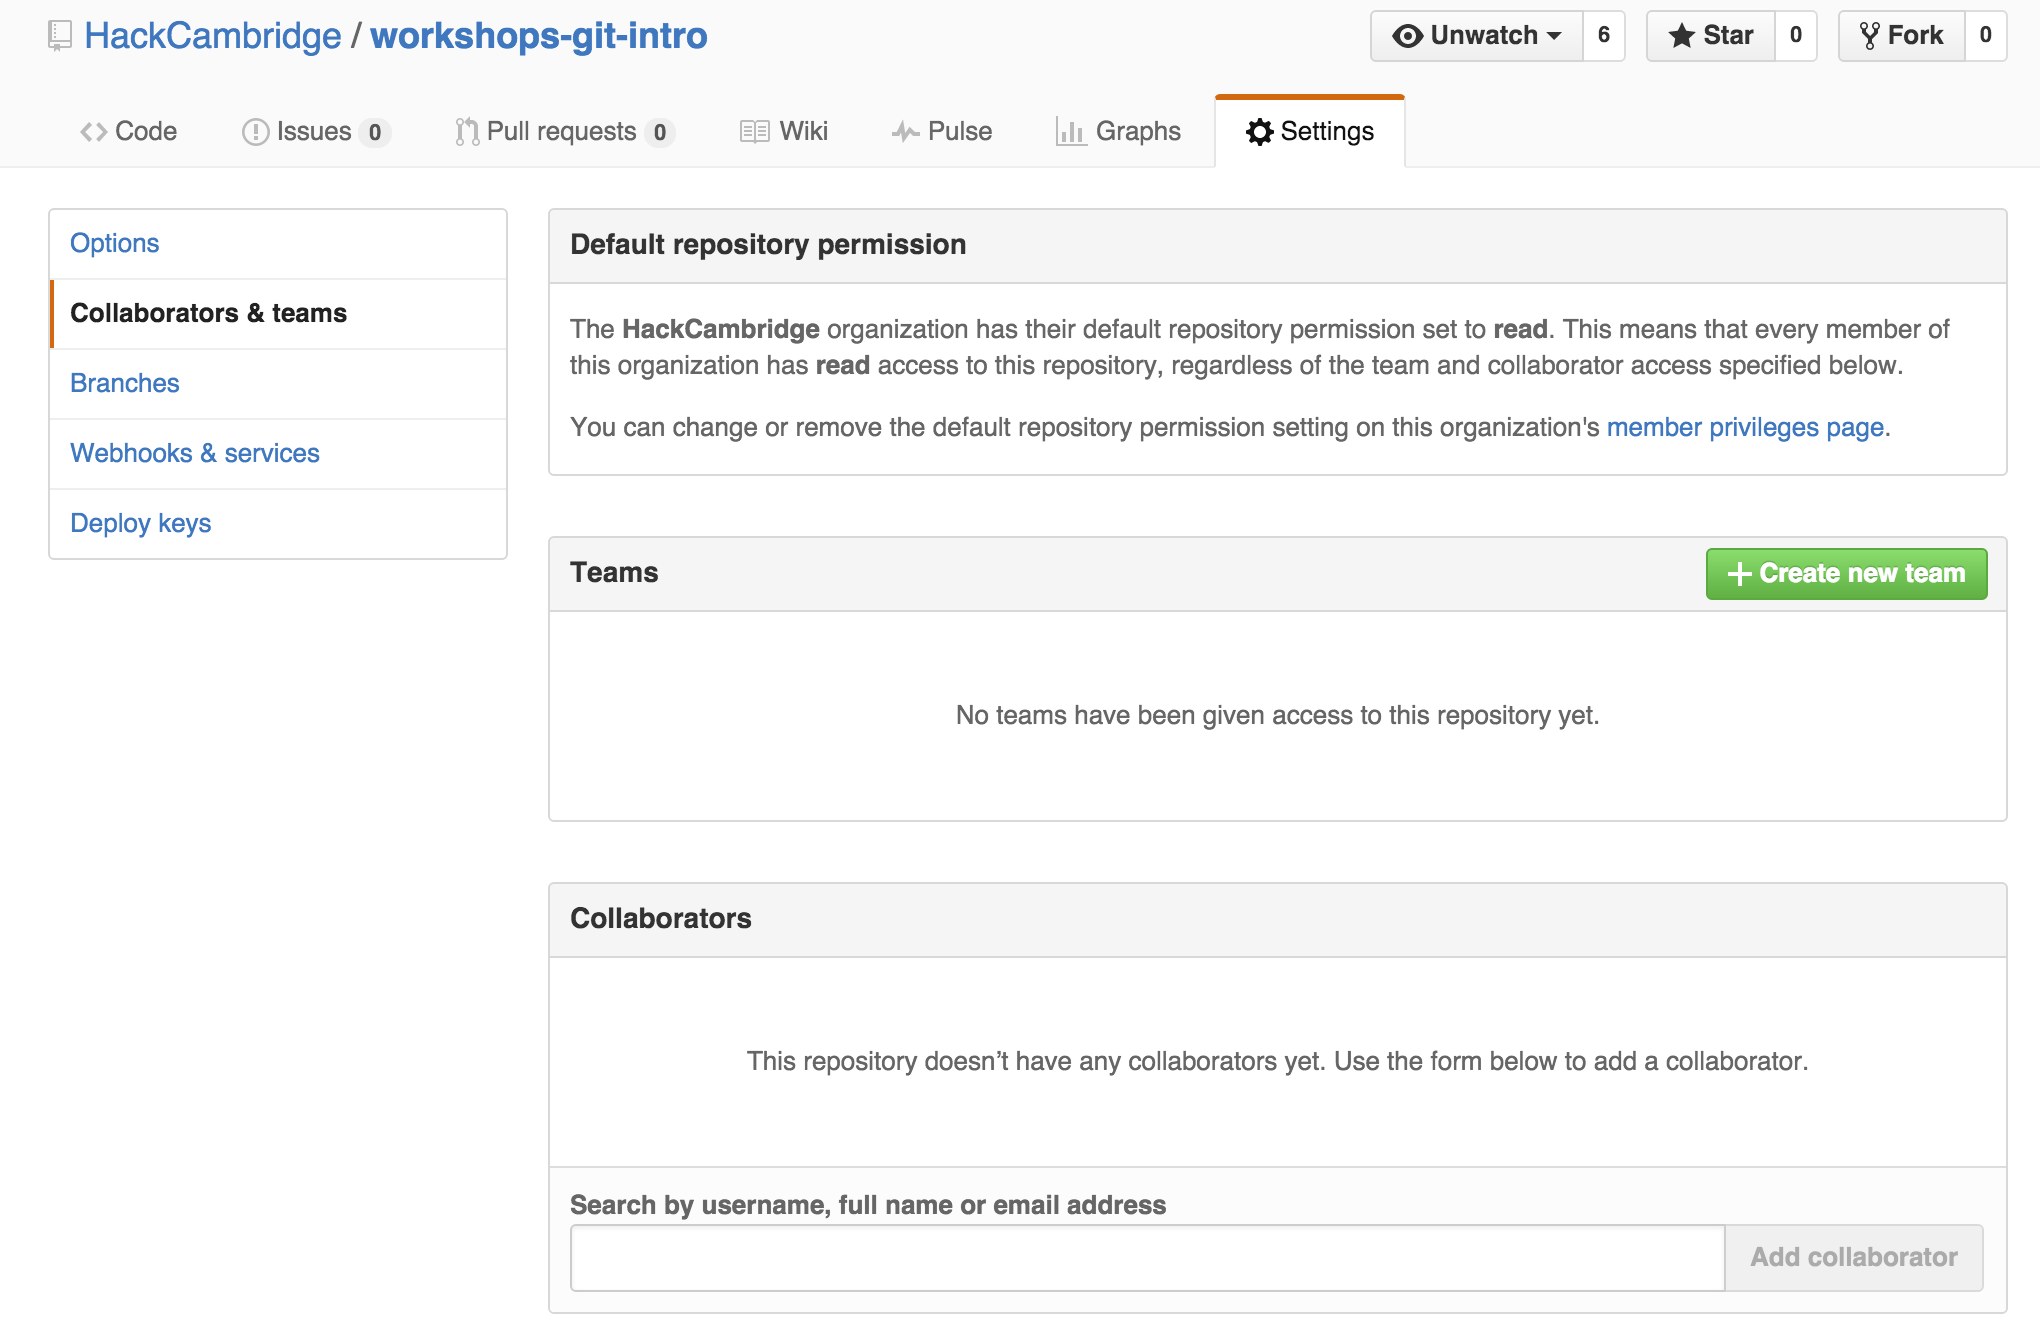 HackCambridge / workshops-git-intro
Unwatch 6
Star 0
Fork 0
Code
Issues 0
Pull requests 0
Wiki
Pulse
Graphs
Settings
Options
Collaborators & teams
Branches
Webhooks & services
Deploy keys
Default repository permission
The HackCambridge organization has their default repository permission set to read. This means that every member of
this organization has read access to this repository, regardless of the team and collaborator access specified below.
You can change or remove the default repository permission setting on this organization's member privileges page.
Teams
Create new team
No teams have been given access to this repository yet.
Collaborators
This repository doesn’t have any collaborators yet. Use the form below to add a collaborator.
Search by username, full name or email address
Add collaborator